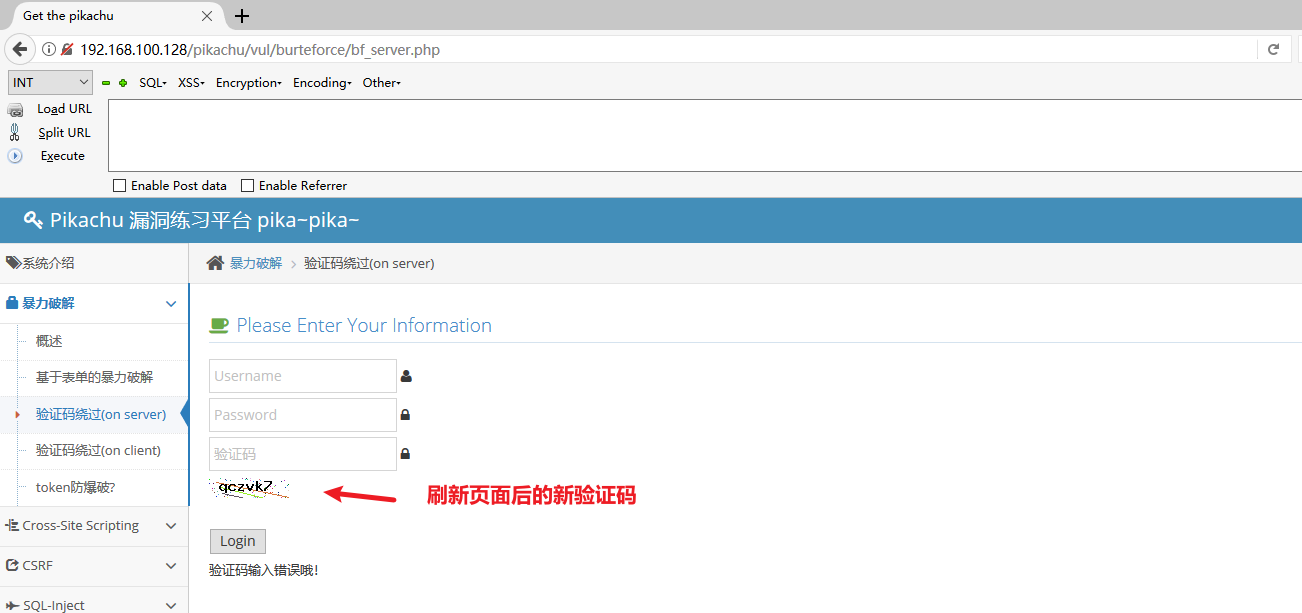 Get the pikachu
192.168.100.128/pikachu/vul/burteforce/bf_server.php
INT SQL XSS Encryption Encoding Other
Load URL
Split URL
Execute
Enable Post data Enable Referrer
Pikachu 漏洞练习平台 pika~pika~
系统介绍
暴力破解
概述
基于表单的暴力破解
验证码绕过(on server)
验证码绕过(on client)
token防爆破?
Cross-Site Scripting
CSRF
SQL-Inject
暴力破解 验证码绕过(on server)
Please Enter Your Information
Username
Password
验证码
qczvk7
刷新页面后的新验证码
Login
验证码输入错误哦!